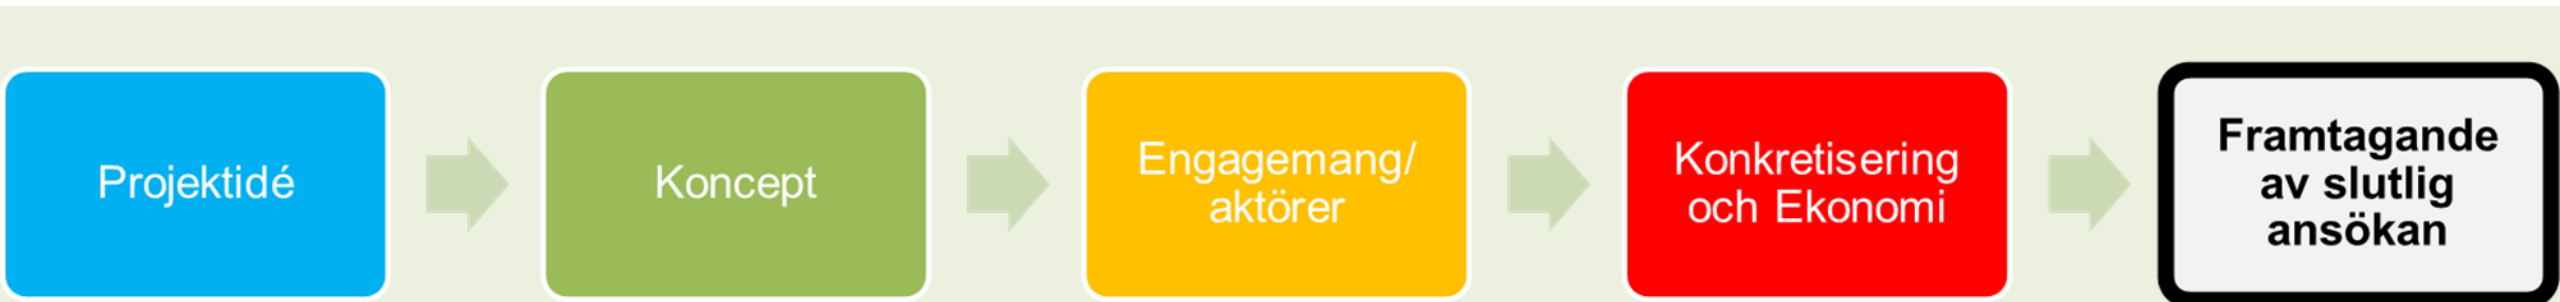 Projektidé
Koncept
Engagemang/
aktörer
Konkretisering
och Ekonomi
Framtagande
av slutlig
ansökan